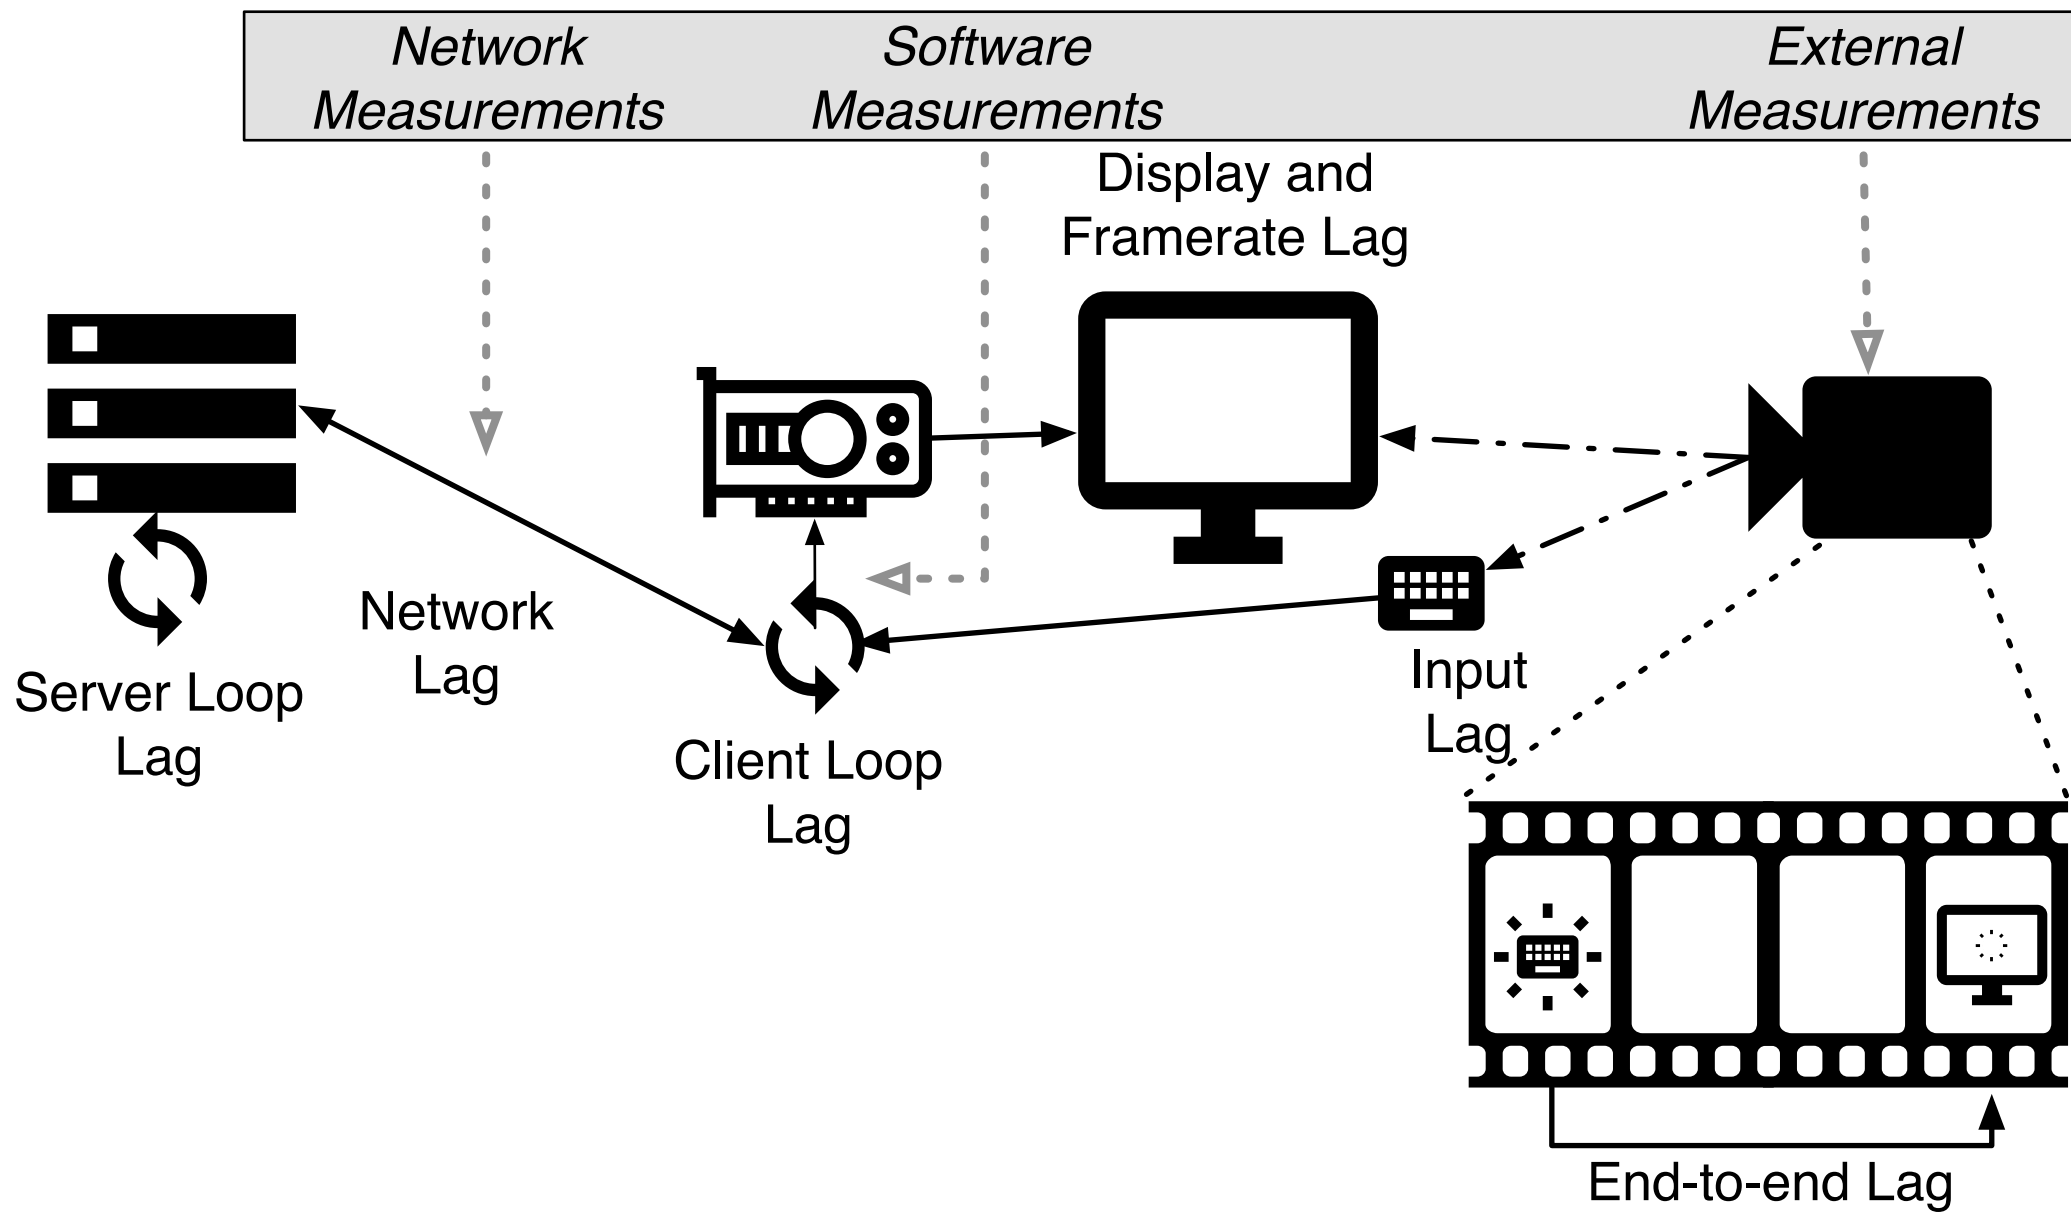 Network
Measurements
Software
Measurements
External
Measurements
Display and
Framerate Lag
Network
Lag
Server Loop
Lag
Client Loop
Lag
Input
Lag
End-to-end Lag